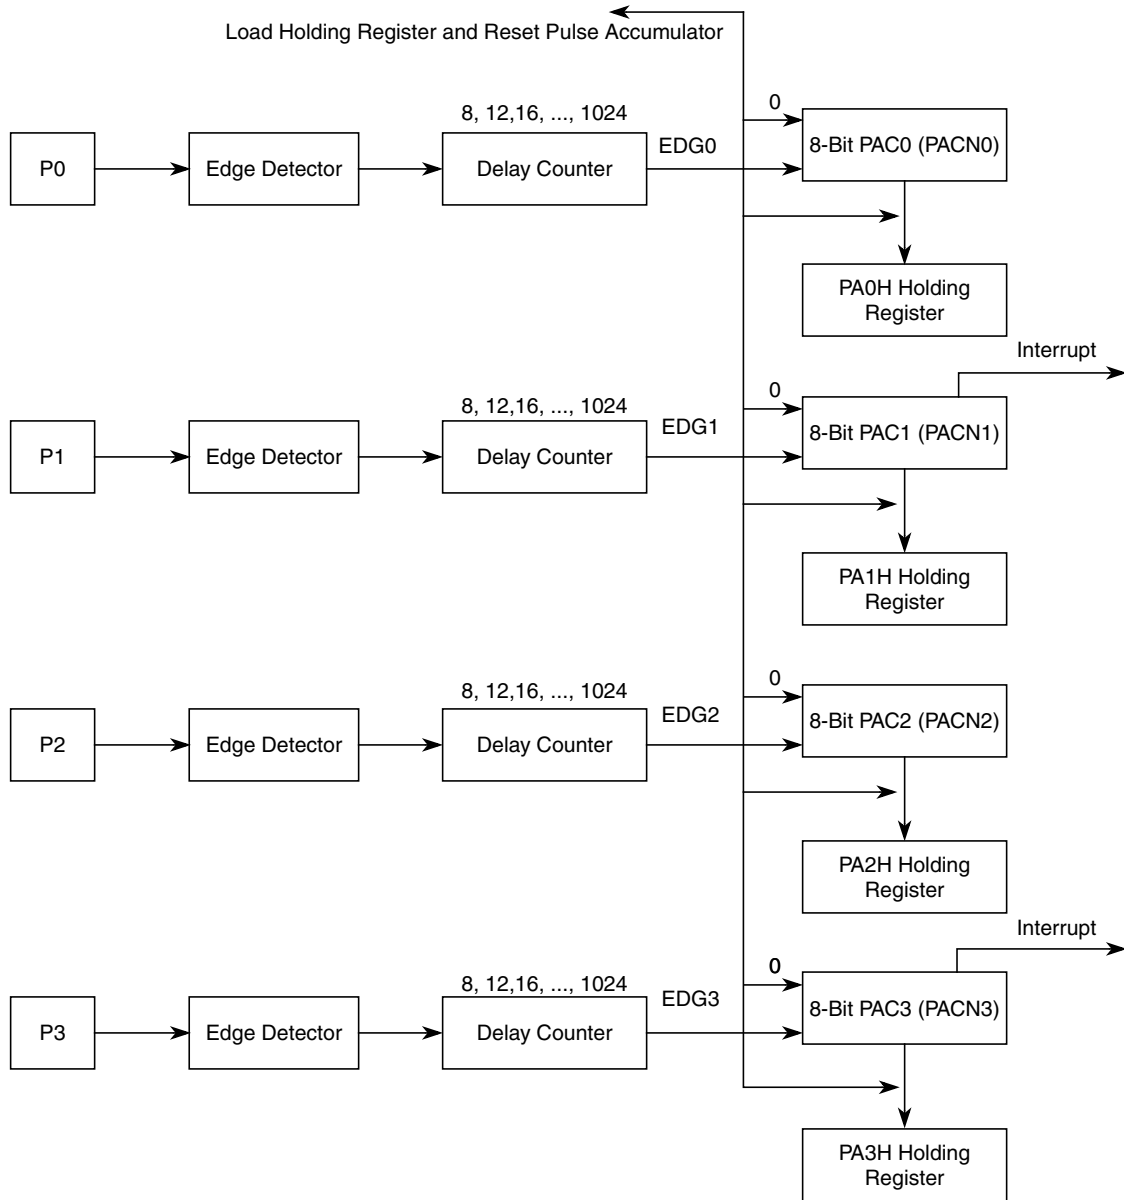 Load Holding Register and Reset Pulse Accumulator
0
8, 12,16, ..., 1024
EDG0
8-Bit PAC0 (PACN0)
P0
Edge Detector
Delay Counter
PA0H Holding
Register
Interrupt
0
8, 12,16, ..., 1024
EDG1
8-Bit PAC1 (PACN1)
P1
Edge Detector
Delay Counter
PA1H Holding
Register
0
8, 12,16, ..., 1024
EDG2
8-Bit PAC2 (PACN2)
P2
Edge Detector
Delay Counter
PA2H Holding
Register
Interrupt
0
8, 12,16, ..., 1024
EDG3
8-Bit PAC3 (PACN3)
P3
Edge Detector
Delay Counter
PA3H Holding
Register